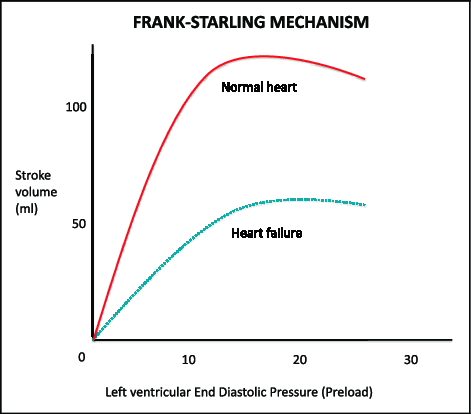 FRANK-STARLING MECHANISM
Normal heart
100
Stroke
volume
(ml)
50
Heart failure
0
10
20
30
Left ventricular End Diastolic Pressure (Preload)